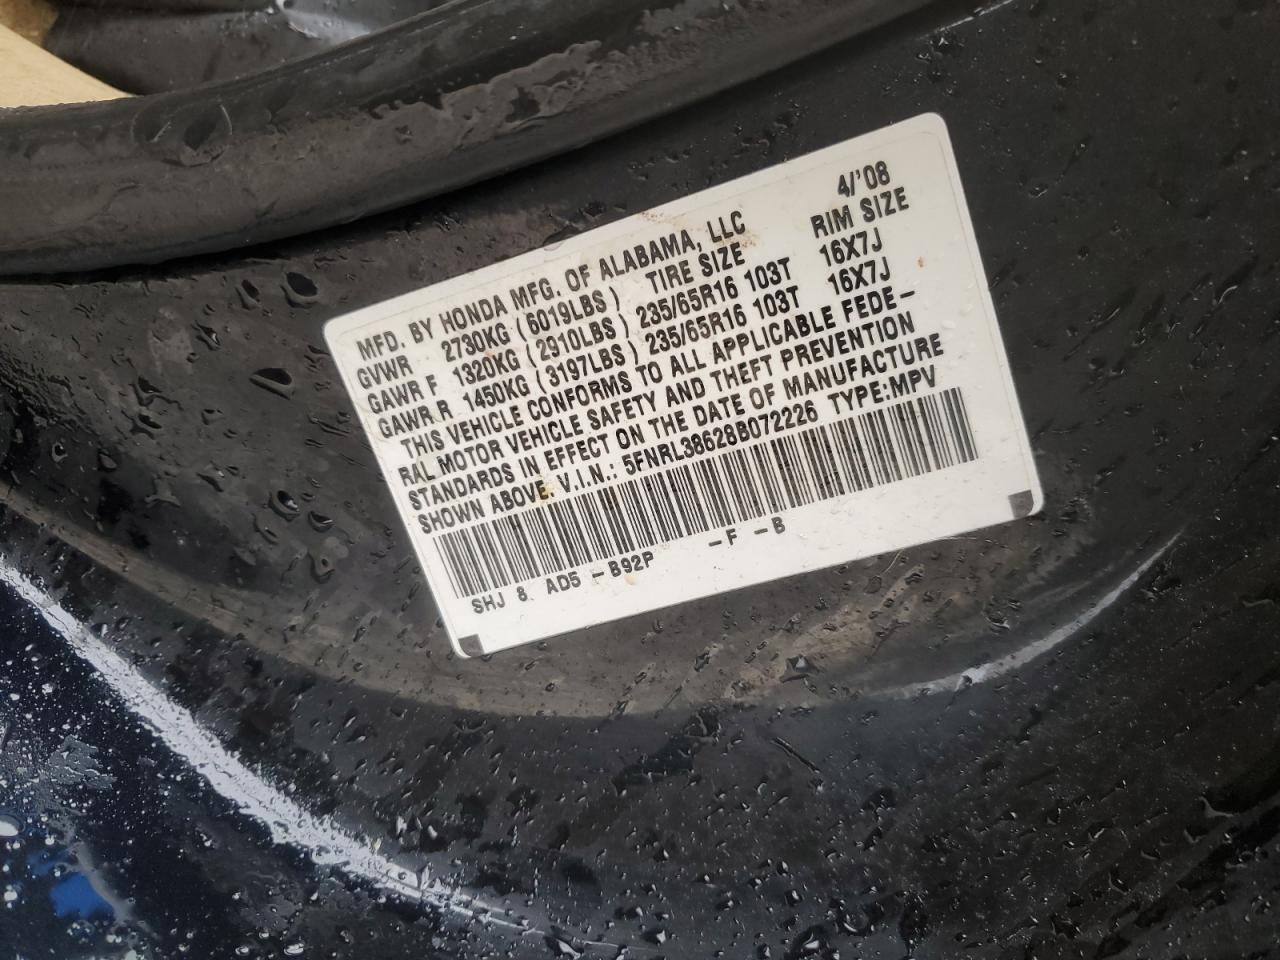 MFD. BY HONDA MFG. OF ALABAMA, LLC 4/'08
GVWR 2730KG (6019LBS) TIRE SIZE RIM SIZE
GAWR F 1320KG (2910LBS) 235/65R16 103T 16X7J
GAWR R 1450KG (3197LBS) 235/65R16 103T 16X7J
THIS VEHICLE CONFORMS TO ALL APPLICABLE FEDE-
RAL MOTOR VEHICLE SAFETY AND THEFT PREVENTION
STANDARDS IN EFFECT ON THE DATE OF MANUFACTURE
SHOWN ABOVE. V.I.N.: 5FNRL38628B072226 TYPE:MPV
SHJ 8. AD5 -B92P -F -B